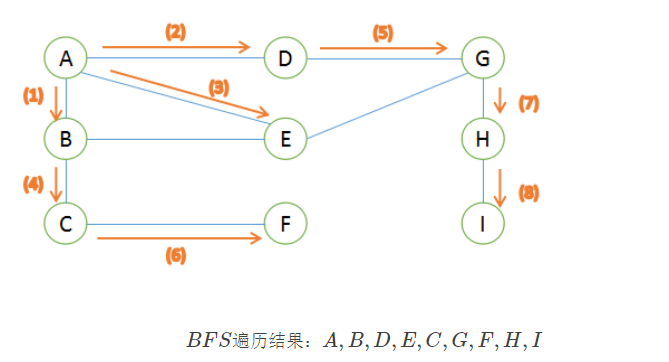 (2)
(5)
A
D
G
(3)
(1)
(7)
B
E
H
(4)
(8)
C
F
I
(6)
BFS遍历结果：A, B, D, E, C, G, F, H, I